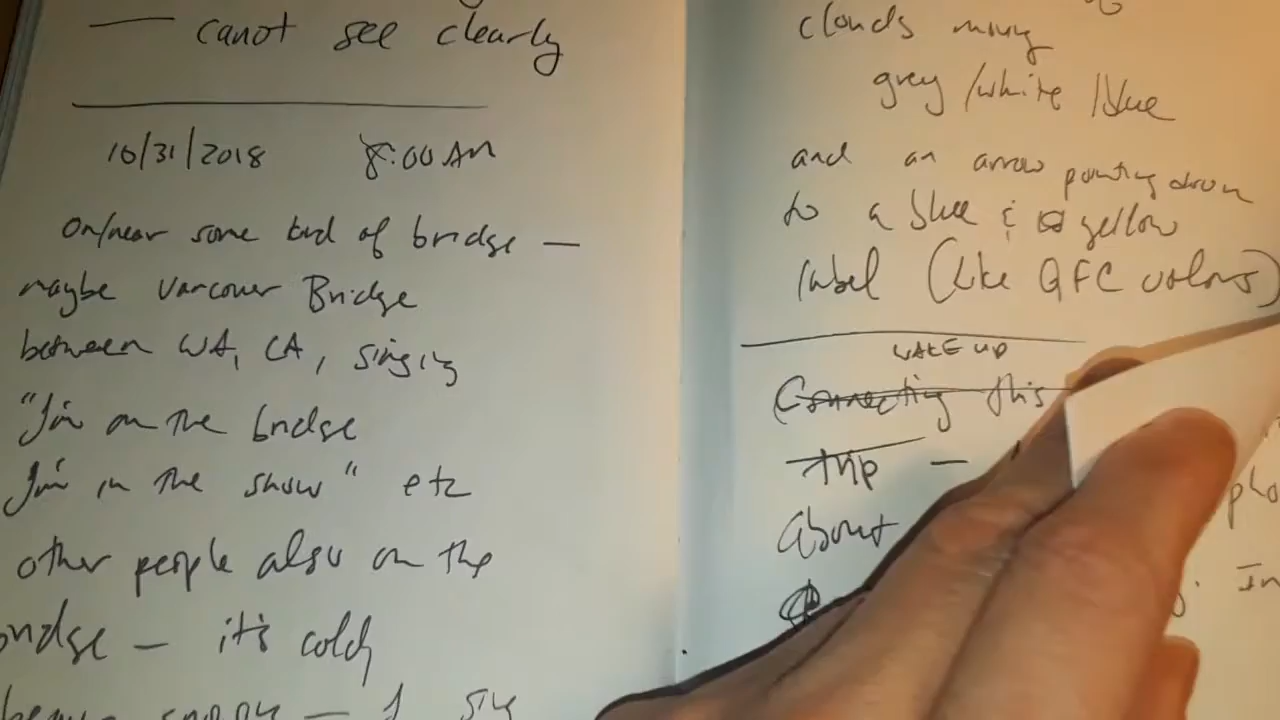 — canot see clearly
10/31/2018 8:00 AM
On/near some kind of bridge —
maybe Vancouver Bridge
between WA, CA, singing
"I'm on the bridge
I'm in the show" etc
other people also on the
bridge — it's cold
— I
clouds moving
grey/white/blue
and an arrow pointing down
to a blue & yellow
label (like QFC colors)
WAKE UP
Connecting this
trip —
About
pho
In